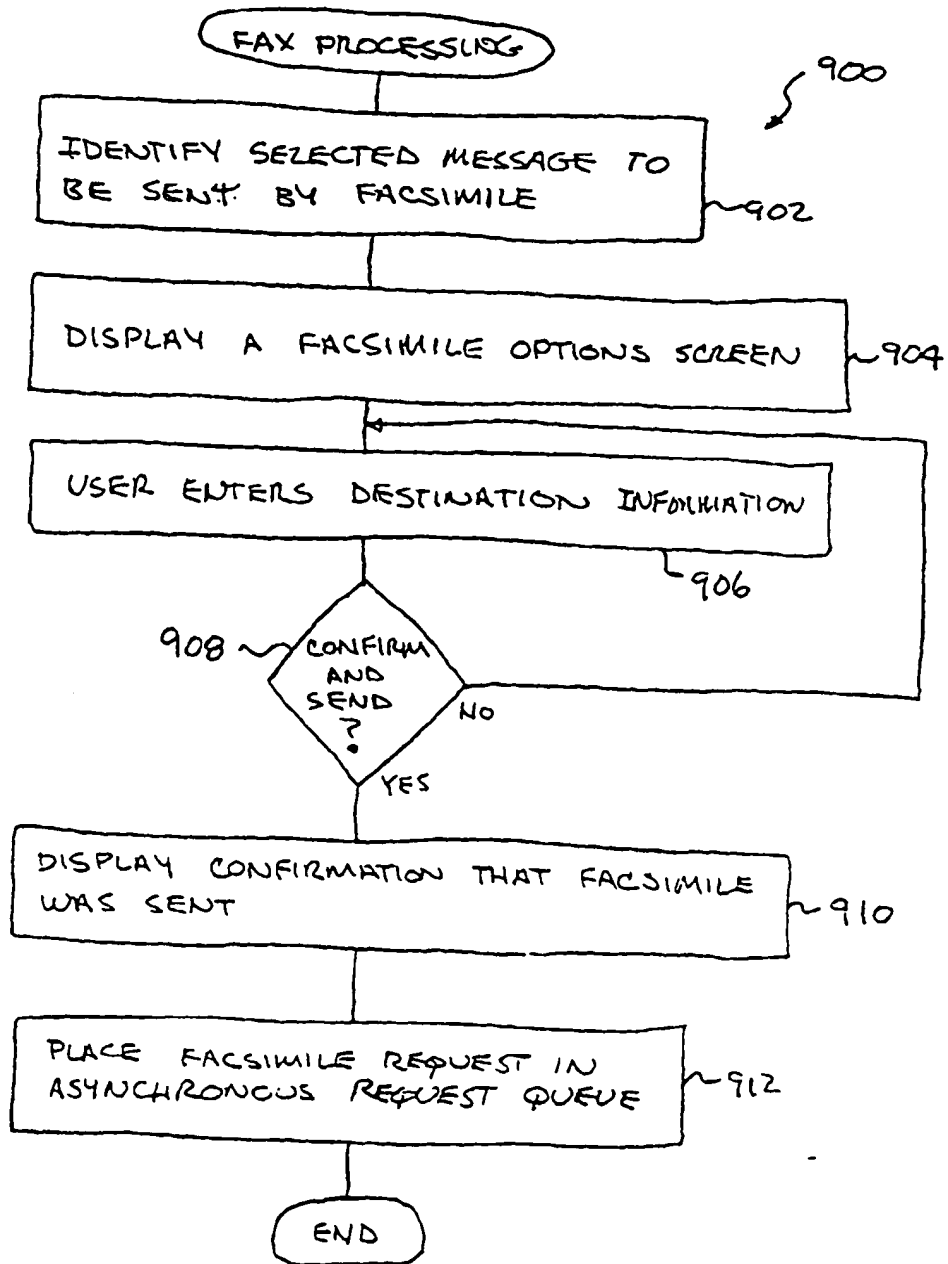 FAX PROCESSING
900
IDENTIFY SELECTED MESSAGE TO
BE SENT BY FACSIMILE
902
DISPLAY A FACSIMILE OPTIONS SCREEN
904
USER ENTERS DESTINATION INFORMATION
906
908
CONFIRM
AND
SEND
?
NO
YES
DISPLAY CONFIRMATION THAT FACSIMILE
WAS SENT
910
PLACE FACSIMILE REQUEST IN
ASYNCHRONOUS REQUEST QUEUE
912
END